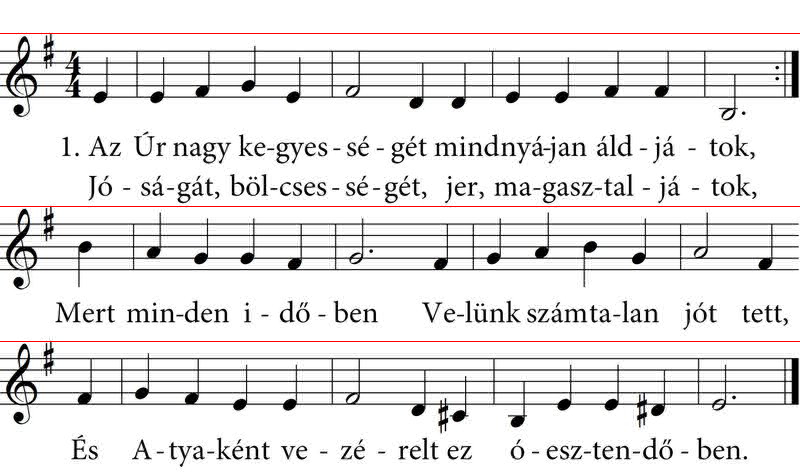 1. Az Úr nagy ke-gyes - sé - gét mindnyá-jan áld - já - tok,
Jó - sá-gát, böl-cses-sé-gét, jer, ma-gasz-tal - já - tok,
Mert min-den i - dő - ben Ve-lünk számta-lan jót tett,
És A-tya-ként ve - zé - relt ez ó - esz-ten-dő - ben.